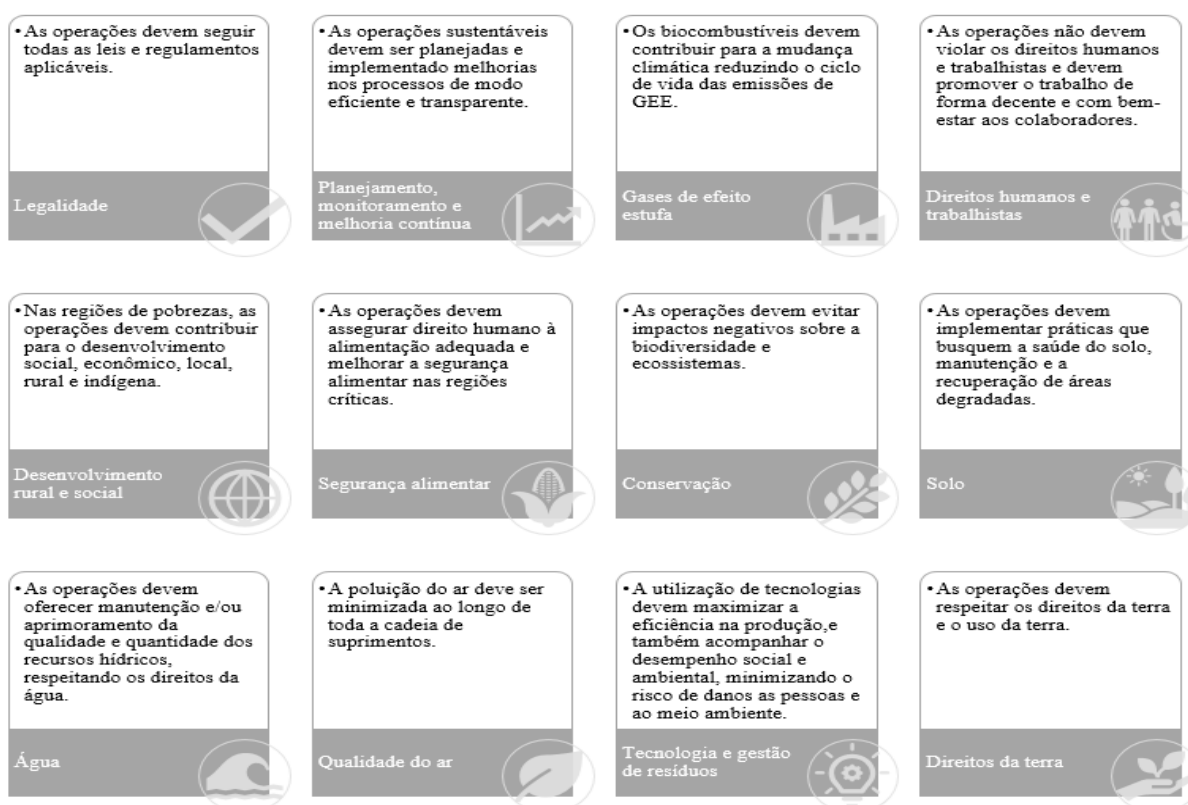 • As operações devem seguir
todas as leis e regulamentos
aplicáveis.
Legalidade
• As operações sustentáveis
devem ser planejadas e
implementado melhorias
nos processos de modo
eficiente e transparente.
Planejamento,
monitoramento e
melhoria contínua
• Os biocombustíveis devem
contribuir para a mudança
climática reduzindo o ciclo
de vida das emissões de
GEE.
Gases de efeito
estufa
• As operações não devem
violar os direitos humanos
e trabalhistas e devem
promover o trabalho de
forma decente e com bem-
estar aos colaboradores.
Direitos humanos e
trabalhistas
• Nas regiões de pobrezas, as
operações devem contribuir
para o desenvolvimento
social, econômico, local,
rural e indígena.
Desenvolvimento
rural e social
• As operações devem
assegurar direito humano à
alimentação adequada e
melhorar a segurança
alimentar nas regiões
críticas.
Segurança alimentar
• As operações devem evitar
impactos negativos sobre a
biodiversidade e
ecossistemas.
Conservação
• As operações devem
implementar práticas que
busquem a saúde do solo,
manutenção e a
recuperação de áreas
degradadas.
Solo
• As operações devem
oferecer manutenção e/ou
aprimoramento da
qualidade e quantidade dos
recursos hídricos,
respeitando os direitos da
água.
Água
• A poluição do ar deve ser
minimizada ao longo de
toda a cadeia de
suprimentos.
Qualidade do ar
• A utilização de tecnologias
devem maximizar a
eficiência na produção,e
também acompanhar o
desempenho social e
ambiental, minimizando o
risco de danos as pessoas e
ao meio ambiente.
Tecnologia e gestão
de resíduos
• As operações devem
respeitar os direitos da terra
e o uso da terra.
Direitos da terra